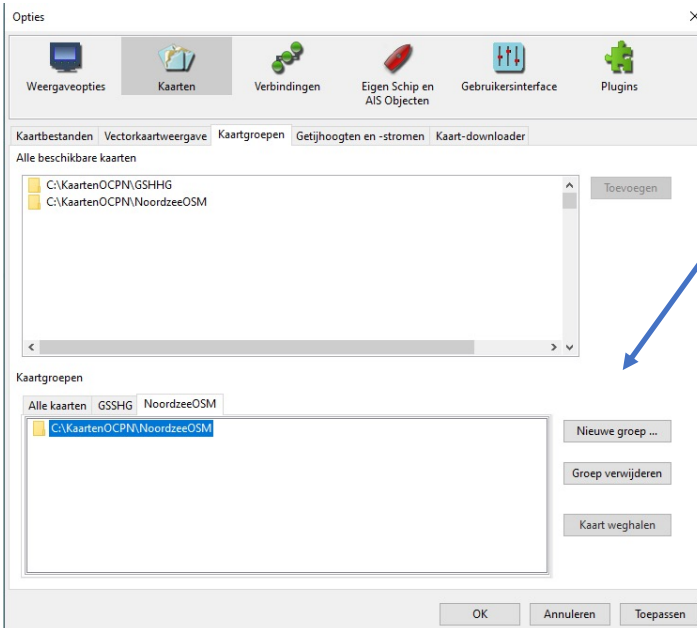 Opties
Weergaveopties
Kaarten
Verbindingen
Eigen Schip en
AIS Objecten
Gebruikersinterface
Plugins
Kaartbestanden Vectorkaartweergave Kaartgroepen Getijhoogten en -stromen Kaart-downloader
Alle beschikbare kaarten
C:\KaartenOCPN\GSHHG
C:\KaartenOCPN\NoordzeeOSM
Toevoegen
Kaartgroepen
Alle kaarten GSSHG NoordzeeOSM
C:\KaartenOCPN\NoordzeeOSM
Nieuwe groep ...
Groep verwijderen
Kaart weghalen
OK Annuleren Toepassen